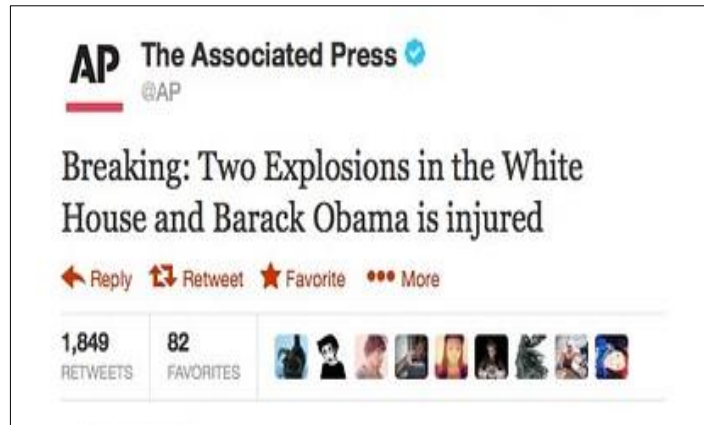 AP The Associated Press
@AP
Breaking: Two Explosions in the White
House and Barack Obama is injured
Reply Retweet Favorite More
1,849 82
RETWEETS FAVORITES